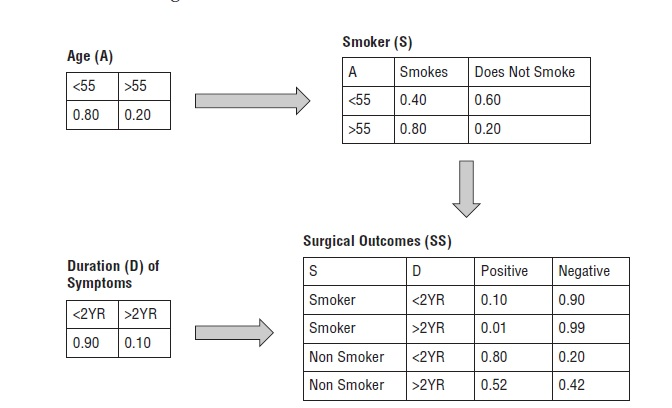 Age (A)
<55 >55
0.80 0.20
Smoker (S)
A Smokes Does Not Smoke
<55 0.40 0.60
>55 0.80 0.20
Duration (D) of
Symptoms
<2YR >2YR
0.90 0.10
Surgical Outcomes (SS)
S D Positive Negative
Smoker <2YR 0.10 0.90
Smoker >2YR 0.01 0.99
Non Smoker <2YR 0.80 0.20
Non Smoker >2YR 0.52 0.42